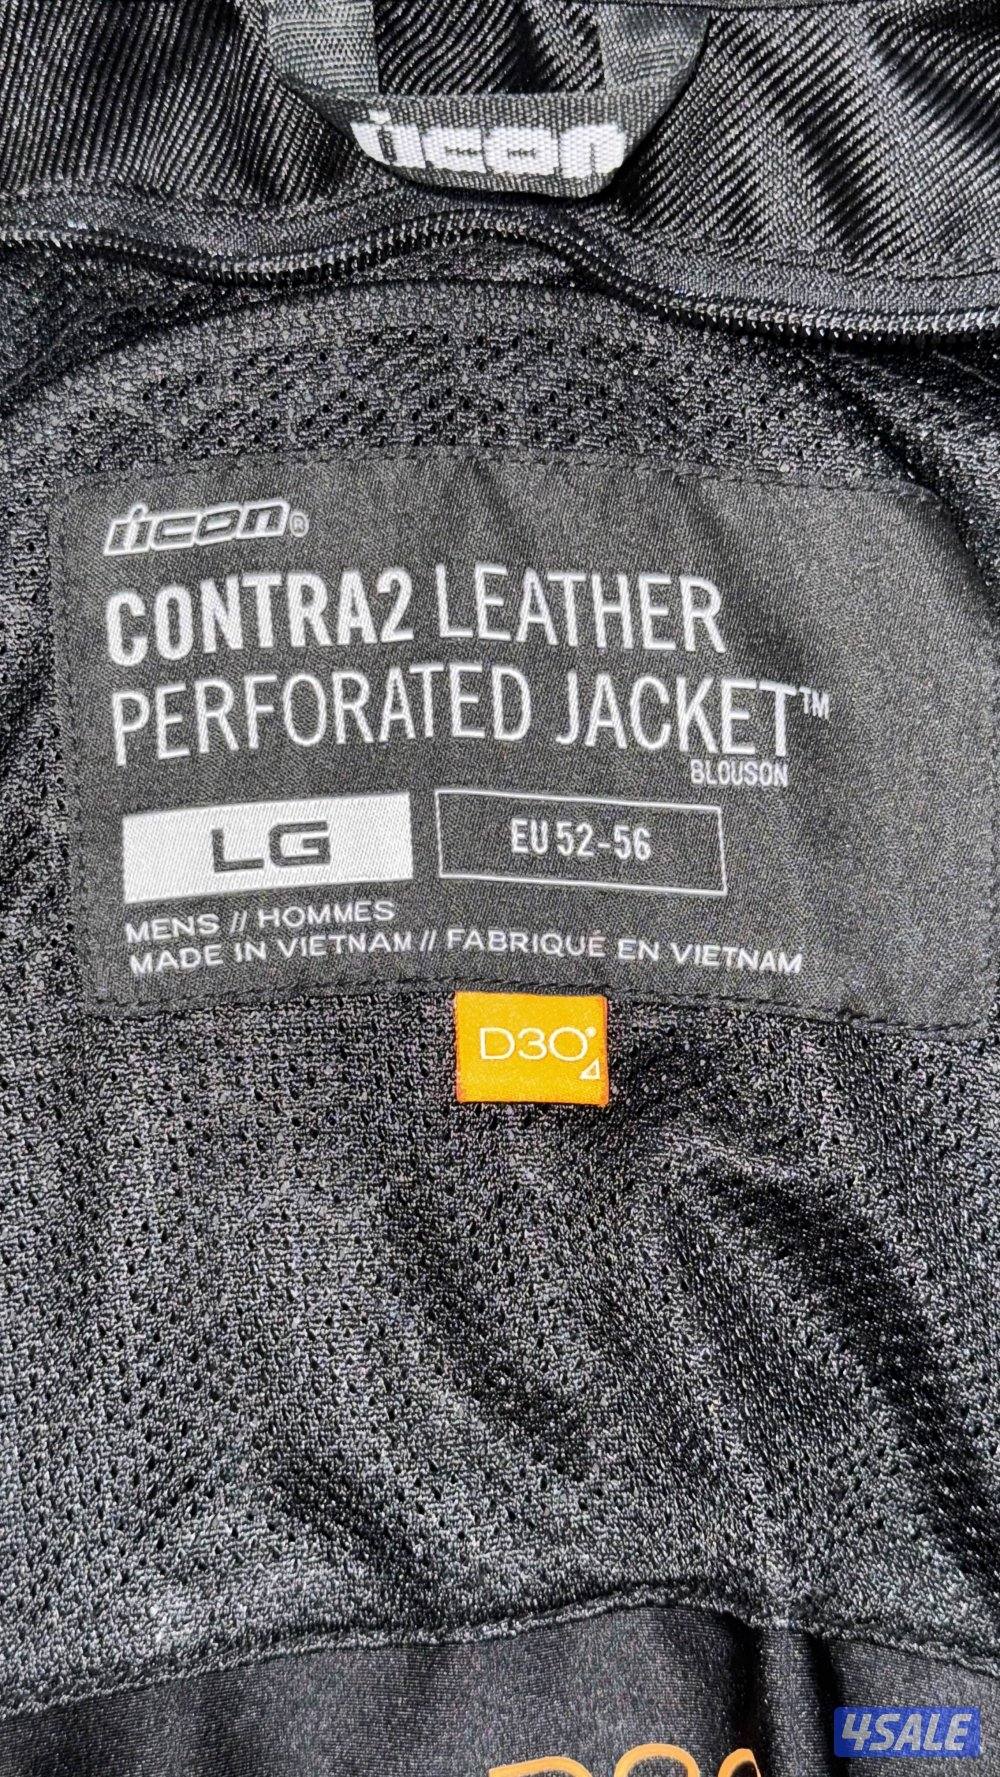 icon
icon®
CONTRA2 LEATHER
PERFORATED JACKET™
BLOUSON
LG
EU 52-56
MENS // HOMMES
MADE IN VIETNAM // FABRIQUÉ EN VIETNAM
D3O
4SALE